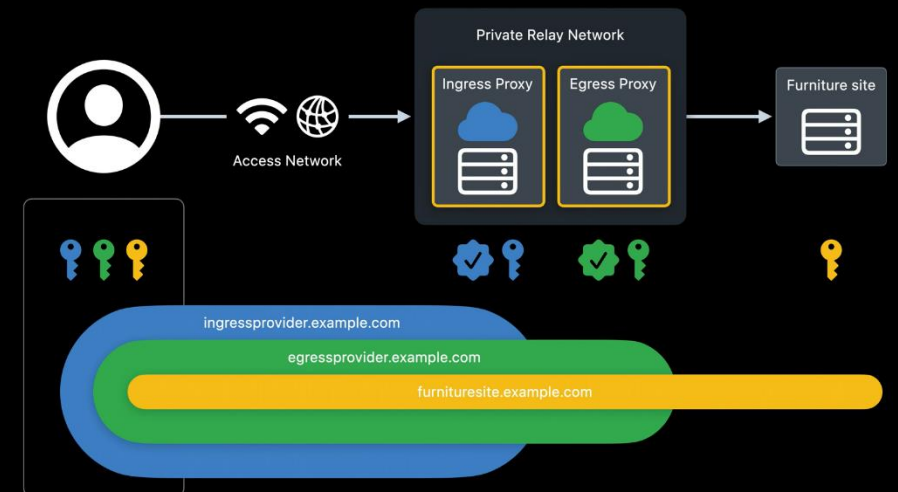 Private Relay Network
Ingress Proxy
Egress Proxy
Furniture site
Access Network
ingressprovider.example.com
egressprovider.example.com
furnituresite.example.com